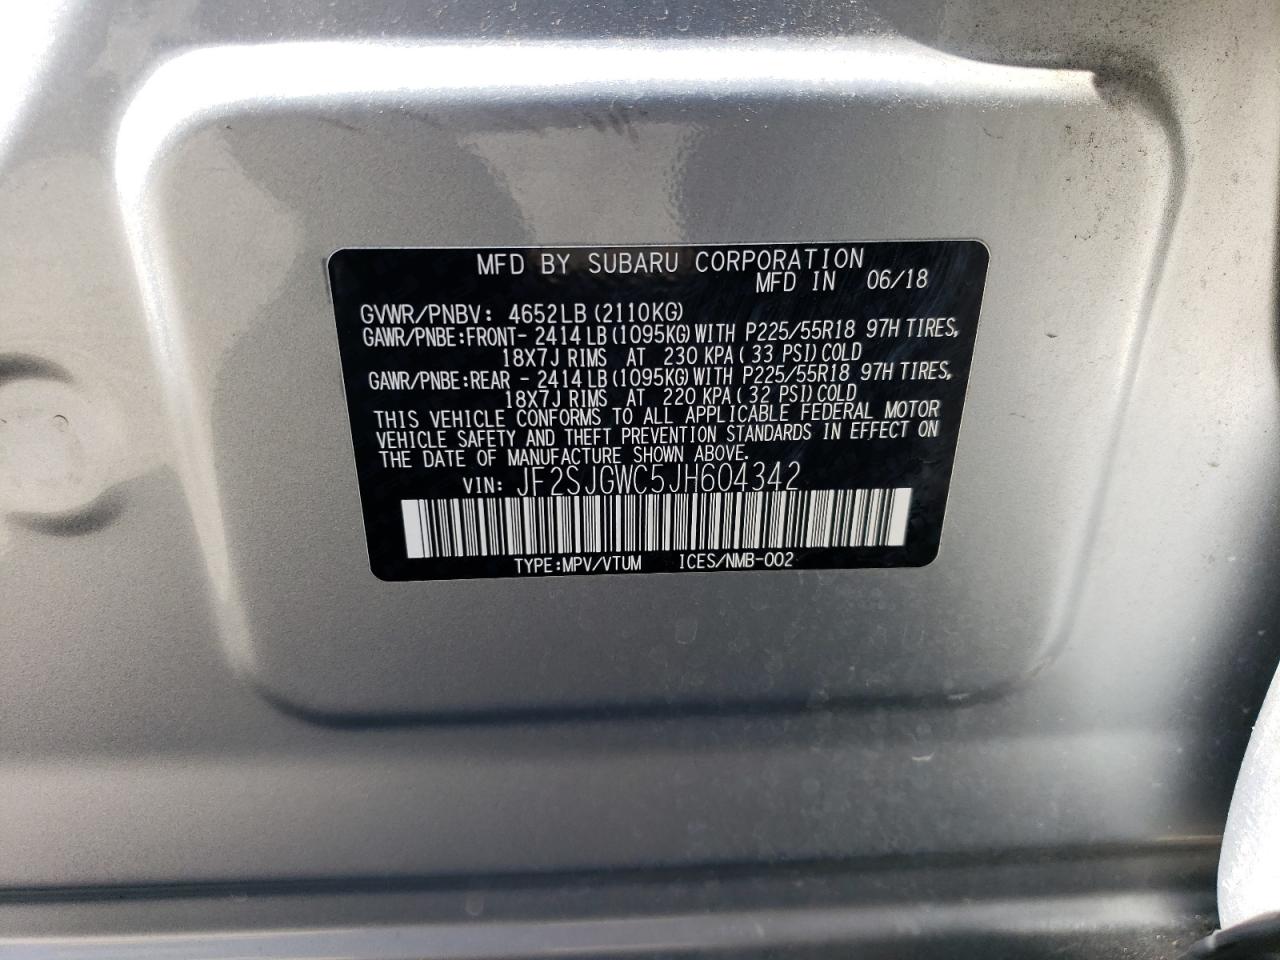 MFD BY SUBARU CORPORATION
MFD IN 06/18
GVWR/PNBV: 4652LB (2110KG)
GAWR/PNBE:FRONT- 2414 LB (1095KG) WITH P225/55R18 97H TIRES,
18X7J RIMS AT 230 KPA ( 33 PSI) COLD
GAWR/PNBE:REAR - 2414 LB (1095KG) WITH P225/55R18 97H TIRES,
18X7J RIMS AT 220 KPA ( 32 PSI) COLD
THIS VEHICLE CONFORMS TO ALL APPLICABLE FEDERAL MOTOR
VEHICLE SAFETY AND THEFT PREVENTION STANDARDS IN EFFECT ON
THE DATE OF MANUFACTURE SHOWN ABOVE.
VIN: JF2SJGWC5JH604342
TYPE:MPV/VTUM ICES/NMB-002